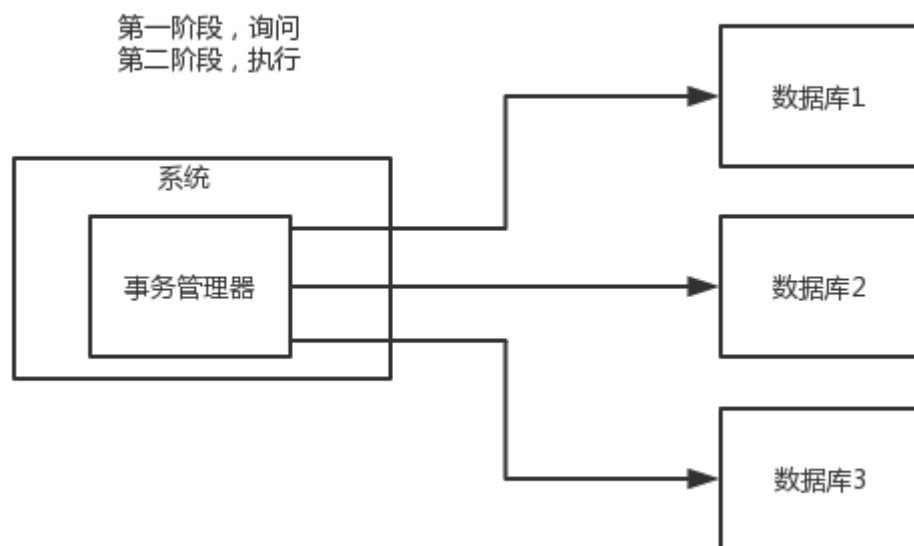 第一阶段，询问
第二阶段，执行
系统
事务管理器
数据库1
数据库2
数据库3